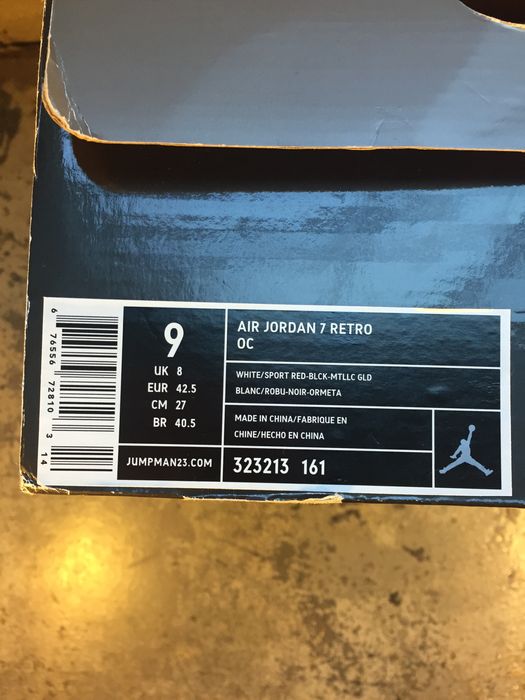 6 76556 72810 3 14
9
UK 8
EUR 42.5
CM 27
BR 40.5
JUMPMAN23.COM
AIR JORDAN 7 RETRO
OC
WHITE/SPORT RED-BLCK-MTLLC GLD
BLANC/ROBU-NOIR-ORMETA
MADE IN CHINA/FABRIQUE EN
CHINE/HECHO EN CHINA
323213 161